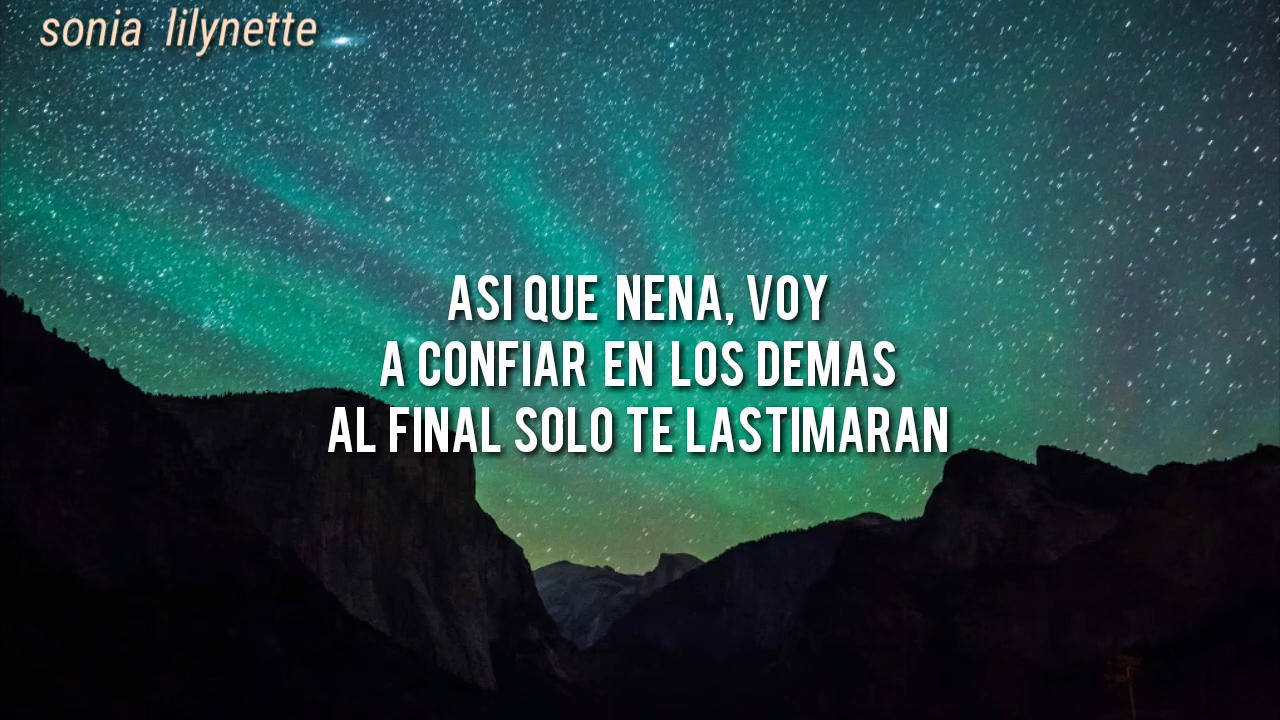 sonia lilynette
ASI QUE NENA, VOY
A CONFIAR EN LOS DEMAS
AL FINAL SOLO TE LASTIMARAN